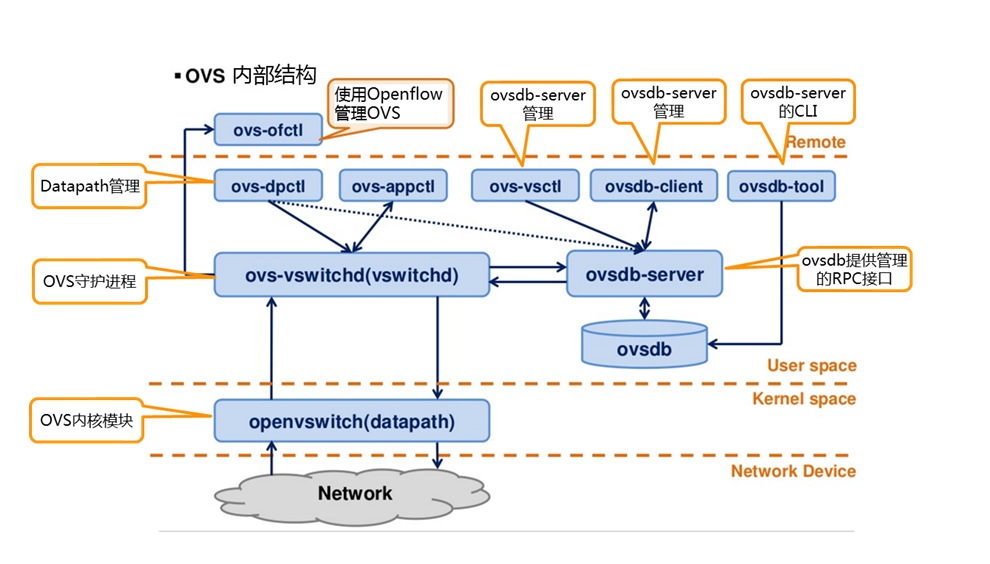 ▪OVS 内部结构
使用Openflow
管理OVS
ovsdb-server
管理
ovsdb-server
管理
ovsdb-server
的CLI
ovs-ofctl
Remote
Datapath管理
ovs-dpctl
ovs-appctl
ovs-vsctl
ovsdb-client
ovsdb-tool
OVS守护进程
ovs-vswitchd(vswitchd)
ovsdb-server
ovsdb提供管理
的RPC接口
ovsdb
User space
Kernel space
OVS内核模块
openvswitch(datapath)
Network Device
Network